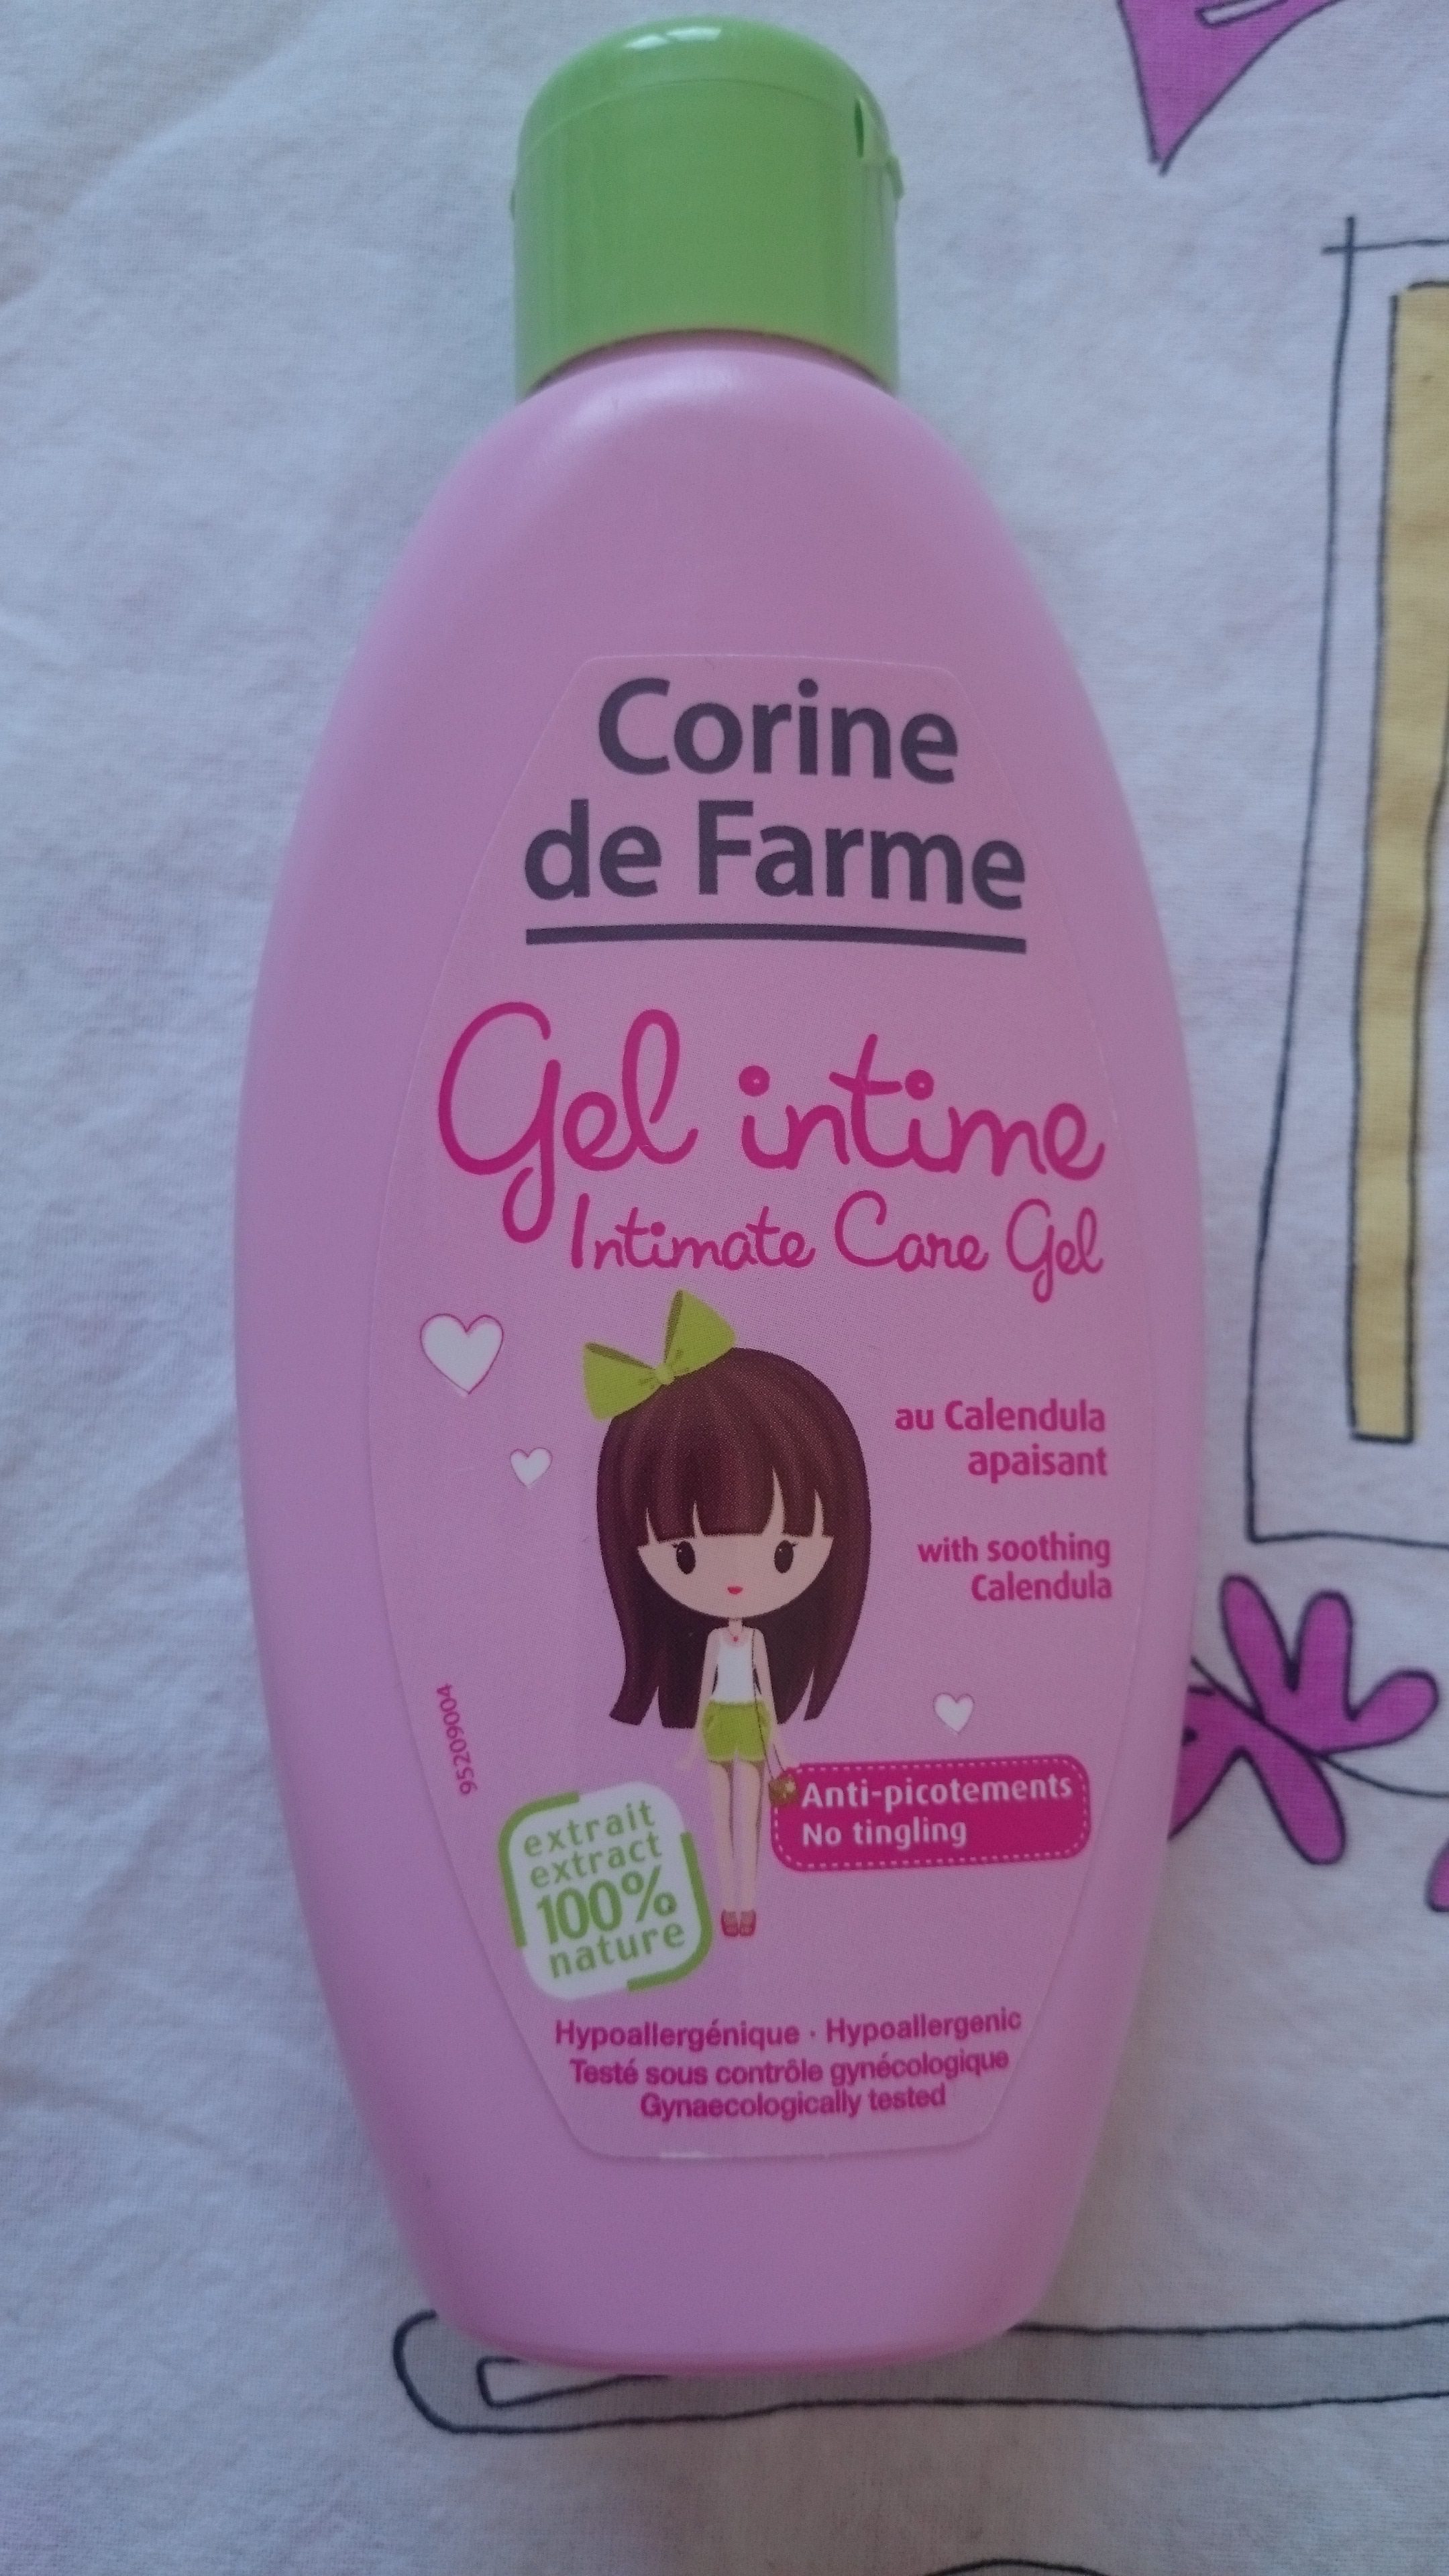 Corine
de Farme
Gel intime
Intimate Care Gel
au Calendula
apaisant
with soothing
Calendula
95209004
Anti-picotements
No tingling
extrait
extract
100%
nature
Hypoallergénique · Hypoallergenic
Testé sous contrôle gynécologique
Gynaecologically tested